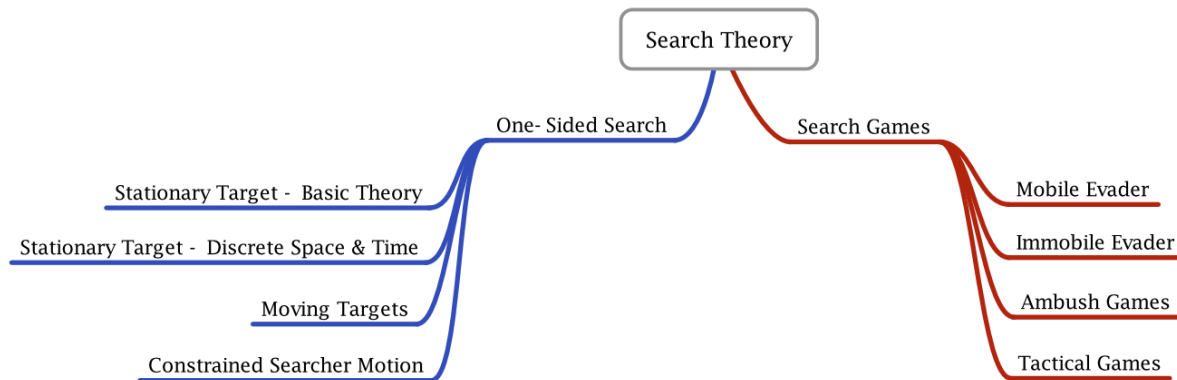 Search Theory
One- Sided Search
Search Games
Stationary Target -  Basic Theory
Stationary Target -  Discrete Space & Time
Moving Targets
Constrained Searcher Motion
Mobile Evader
Immobile Evader
Ambush Games
Tactical Games